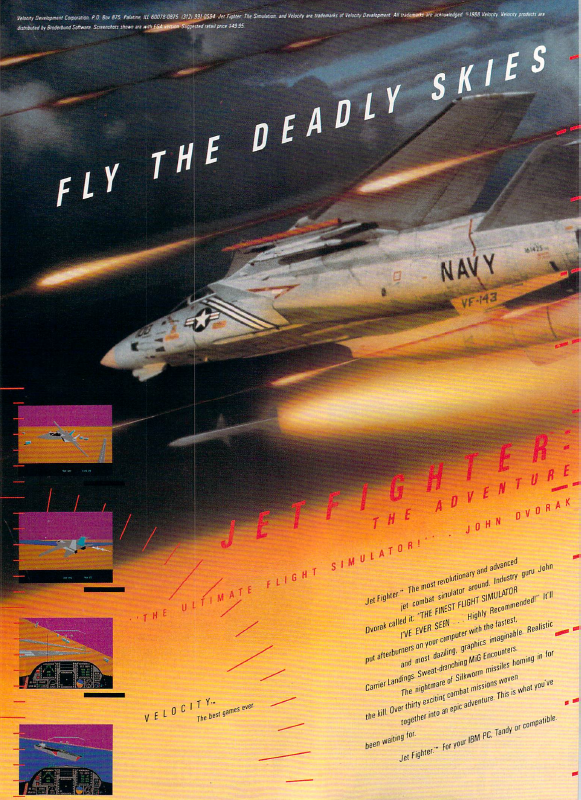 Velocity Development Corporation, P.O. Box 875, Palatine, Ill 60078-0875 (312) 991-0594 Jet Fighter, The Simulation, and Velocity are trademarks of Velocity Development. All trademarks are acknowledged ©1988 Velocity. Velocity products are
distributed by Broderbund Software. Screenshots shown are with EGA version. Suggested retail price $49.95.
FLY THE DEADLY SKIES
NAVY
VF-143
JETFIGHTER:
THE ADVENTURE
"THE ULTIMATE FLIGHT SIMULATOR!" - JOHN DVORAK
Jet Fighter.™ The most revolutionary and advanced
jet combat simulator around. Industry guru John
Dvorak called it: "THE FINEST FLIGHT SIMULATOR
I'VE EVER SEEN . . . Highly Recommended!" It'll
put afterburners on your computer with the fastest,
and most dazzling, graphics imaginable. Realistic
Carrier Landings. Sweat-drenching MiG Encounters.
The nightmare of Silkworm missiles homing in for
the kill. Over thirty exciting combat missions woven
together into an epic adventure. This is what you've
been waiting for.
Jet Fighter.™ For your IBM PC, Tandy or compatible.
VELOCITY™
The best games ever